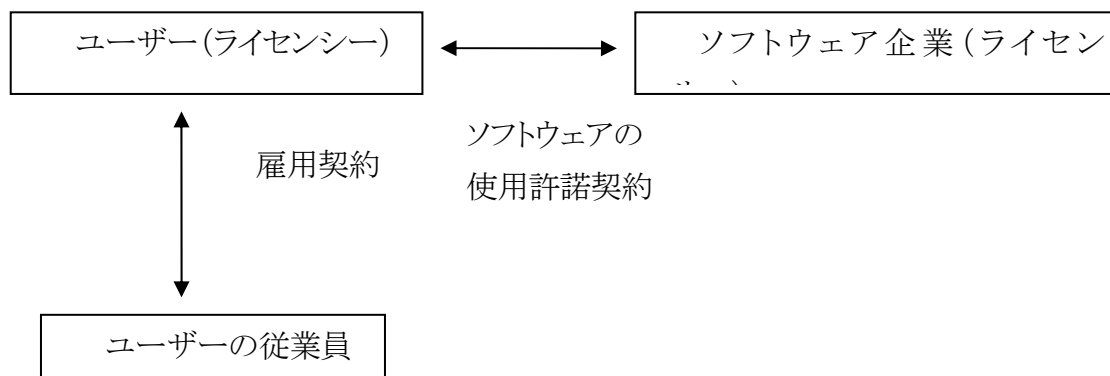 ユーザー(ライセンシー)
ソフトウェア企業(ライセン
雇用契約
ソフトウェアの
使用許諾契約
ユーザーの従業員